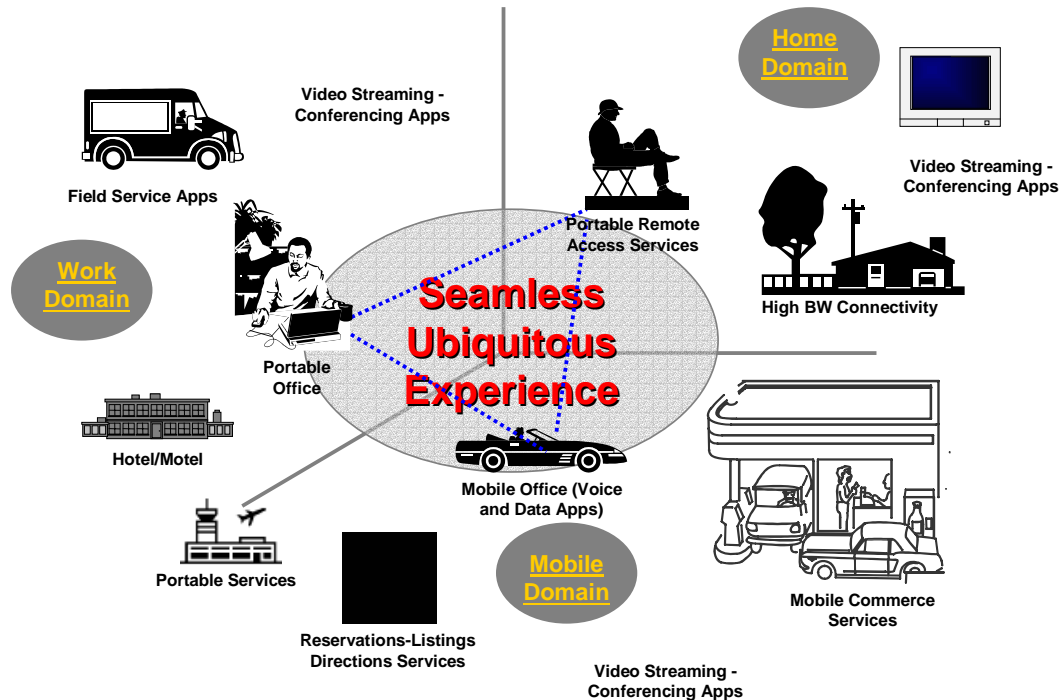 Home
Domain
Video Streaming -
Conferencing Apps
Video Streaming -
Conferencing Apps
Field Service Apps
Portable Remote
Access Services
Work
Domain
High BW Connectivity
Seamless
Ubiquitous
Experience
Portable
Office
Hotel/Motel
Mobile Office (Voice
and Data Apps)
Portable Services
Mobile
Domain
Mobile Commerce
Services
Reservations-Listings
Directions Services
Video Streaming -
Conferencing Apps